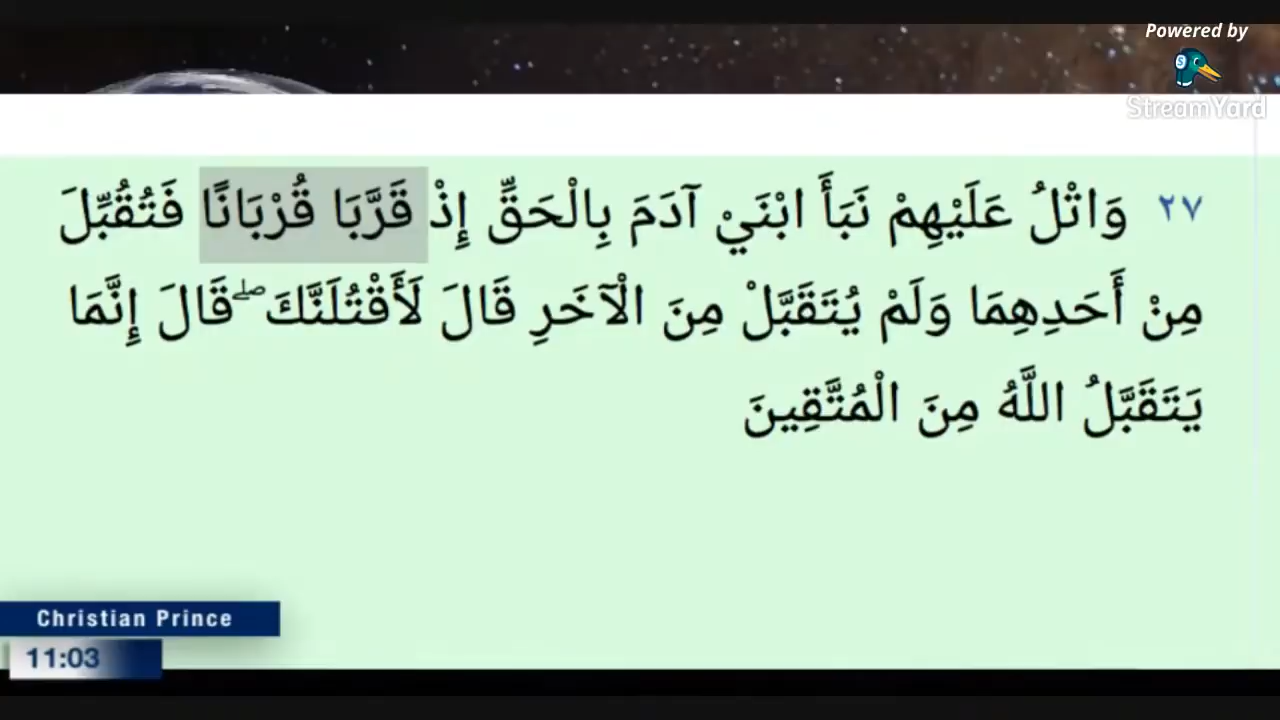 Powered by
StreamYard
٢٧ وَاتْلُ عَلَيْهِمْ نَبَأَ ابْنَيْ آدَمَ بِالْحَقِّ إِذْ قَرَّبَا قُرْبَانًا فَتُقُبِّلَ
مِنْ أَحَدِهِمَا وَلَمْ يُتَقَبَّلْ مِنَ الْآخَرِ قَالَ لَأَقْتُلَنَّكَ ۖ قَالَ إِنَّمَا
يَتَقَبَّلُ اللَّهُ مِنَ الْمُتَّقِينَ
Christian Prince
11:03